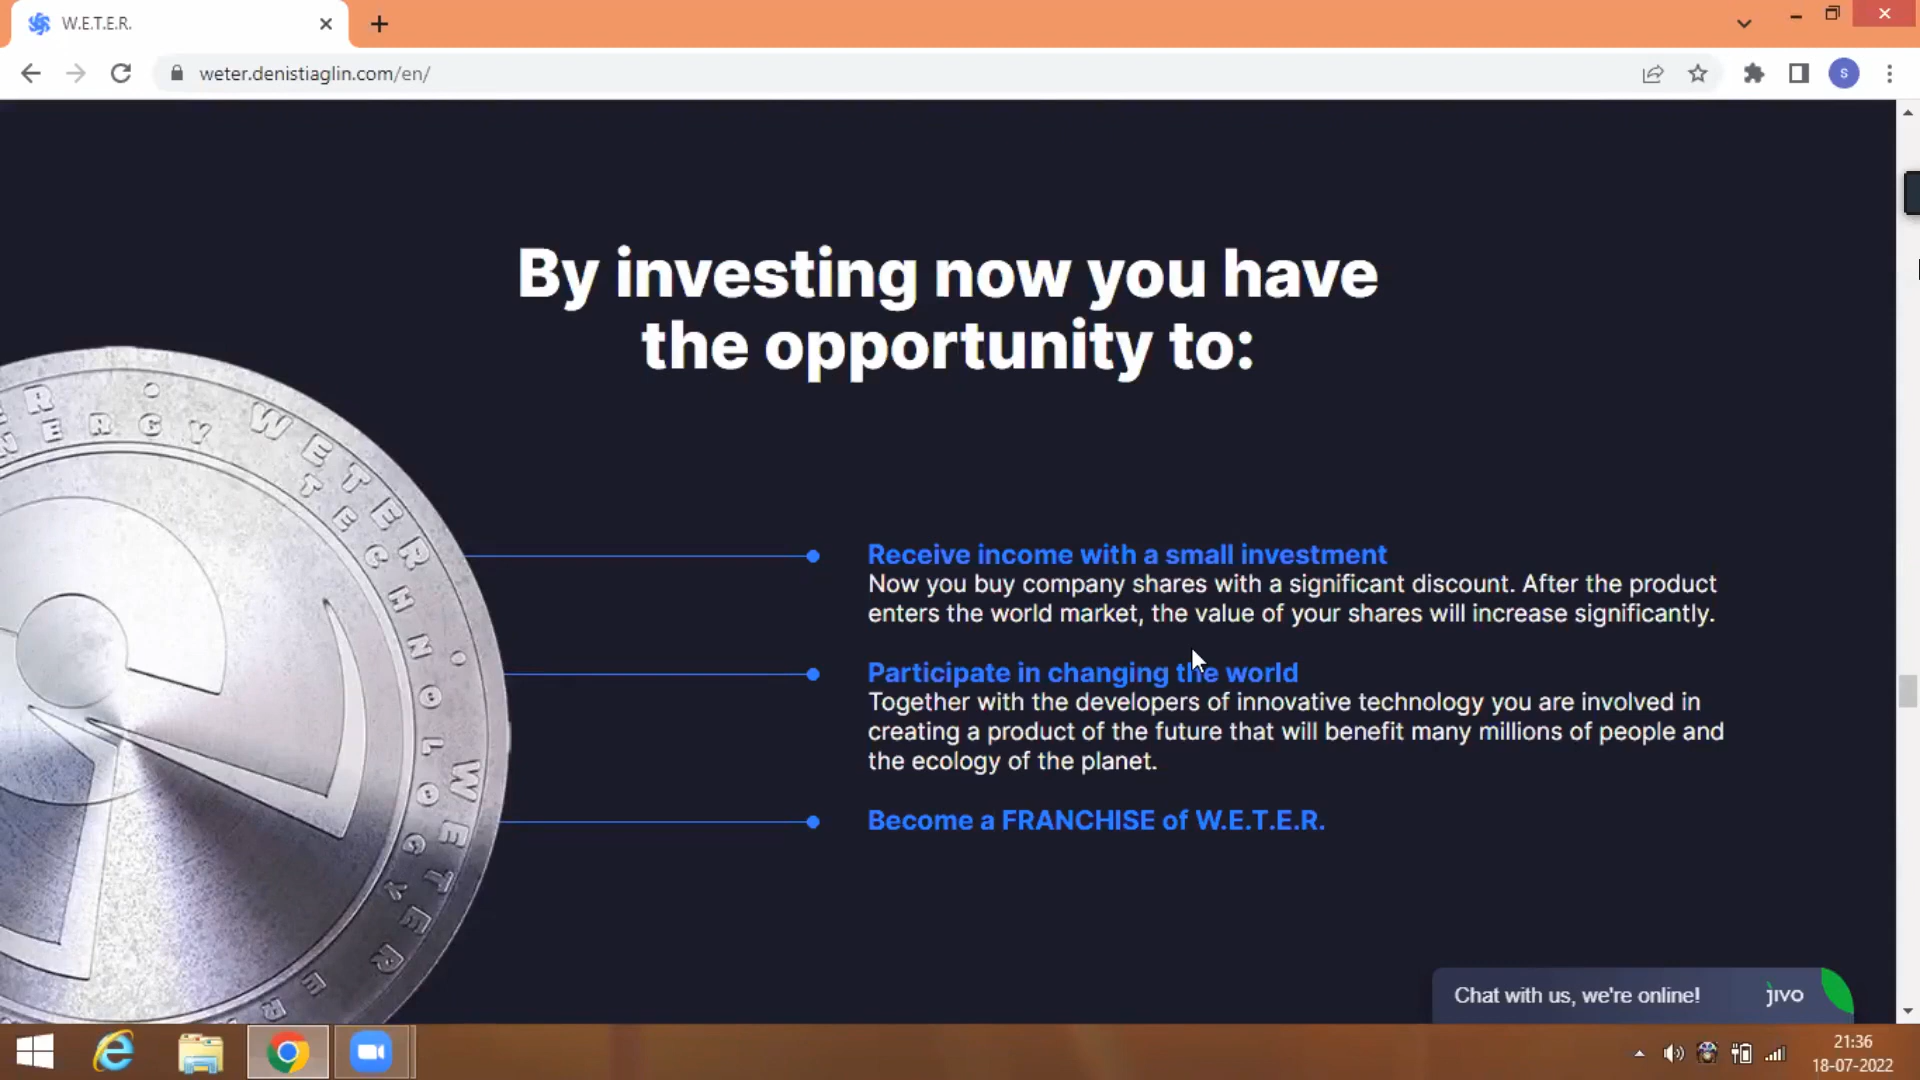 W.E.T.E.R.
weter.denistiaglin.com/en/
S
By investing now you have
the opportunity to:
WETER
TECHNOLOGY
WETER
ENERGY
Receive income with a small investment
Now you buy company shares with a significant discount. After the product
enters the world market, the value of your shares will increase significantly.
Participate in changing the world
Together with the developers of innovative technology you are involved in
creating a product of the future that will benefit many millions of people and
the ecology of the planet.
Become a FRANCHISE of W.E.T.E.R.
Chat with us, we're online!
jivo
21:36
18-07-2022